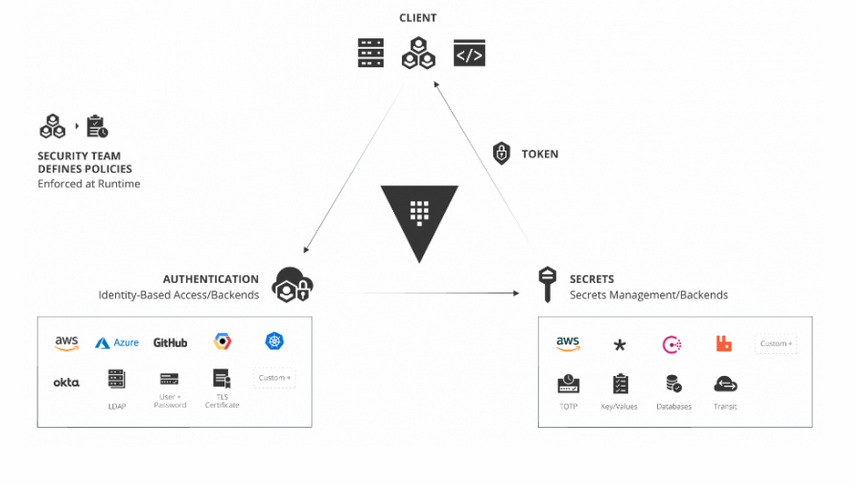 CLIENT
TOKEN
SECURITY TEAM
DEFINES POLICIES
Enforced at Runtime
AUTHENTICATION
Identity-Based Access/Backends
SECRETS
Secrets Management/Backends
aws
Azure
GitHub
okta
LDAP
User +
Password
TLS
Certificate
Custom +
aws
Custom +
TOTP
Key/Values
Databases
Transit